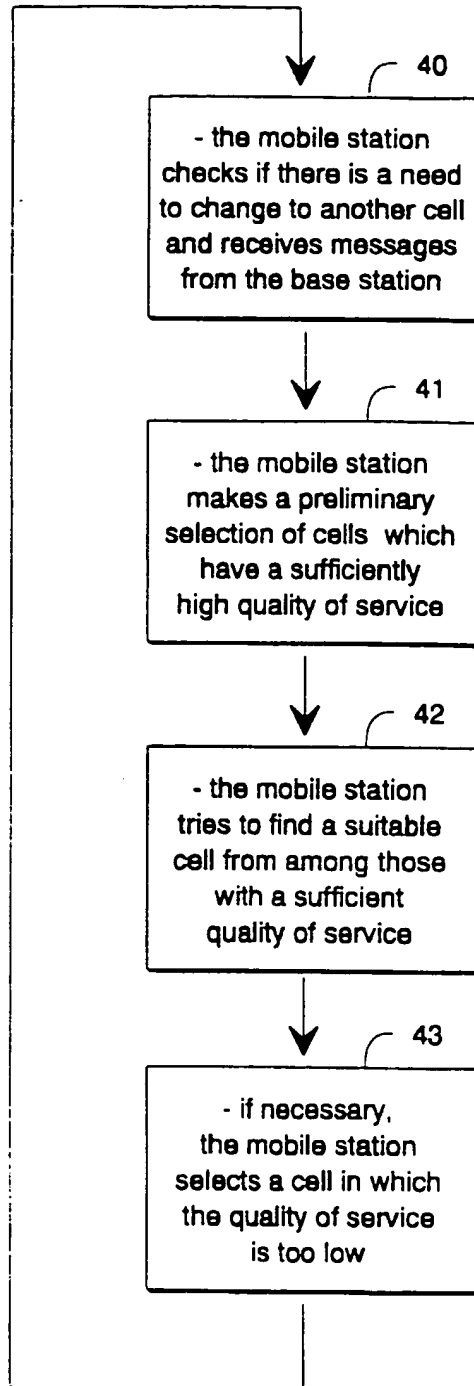 40
- the mobile station
checks if there is a need
to change to another cell
and receives messages
from the base station
41
- the mobile station
makes a preliminary
selection of cells which
have a sufficiently
high quality of service
42
- the mobile station
tries to find a suitable
cell from among those
with a sufficient
quality of service
43
- if necessary,
the mobile station
selects a cell in which
the quality of service
is too low